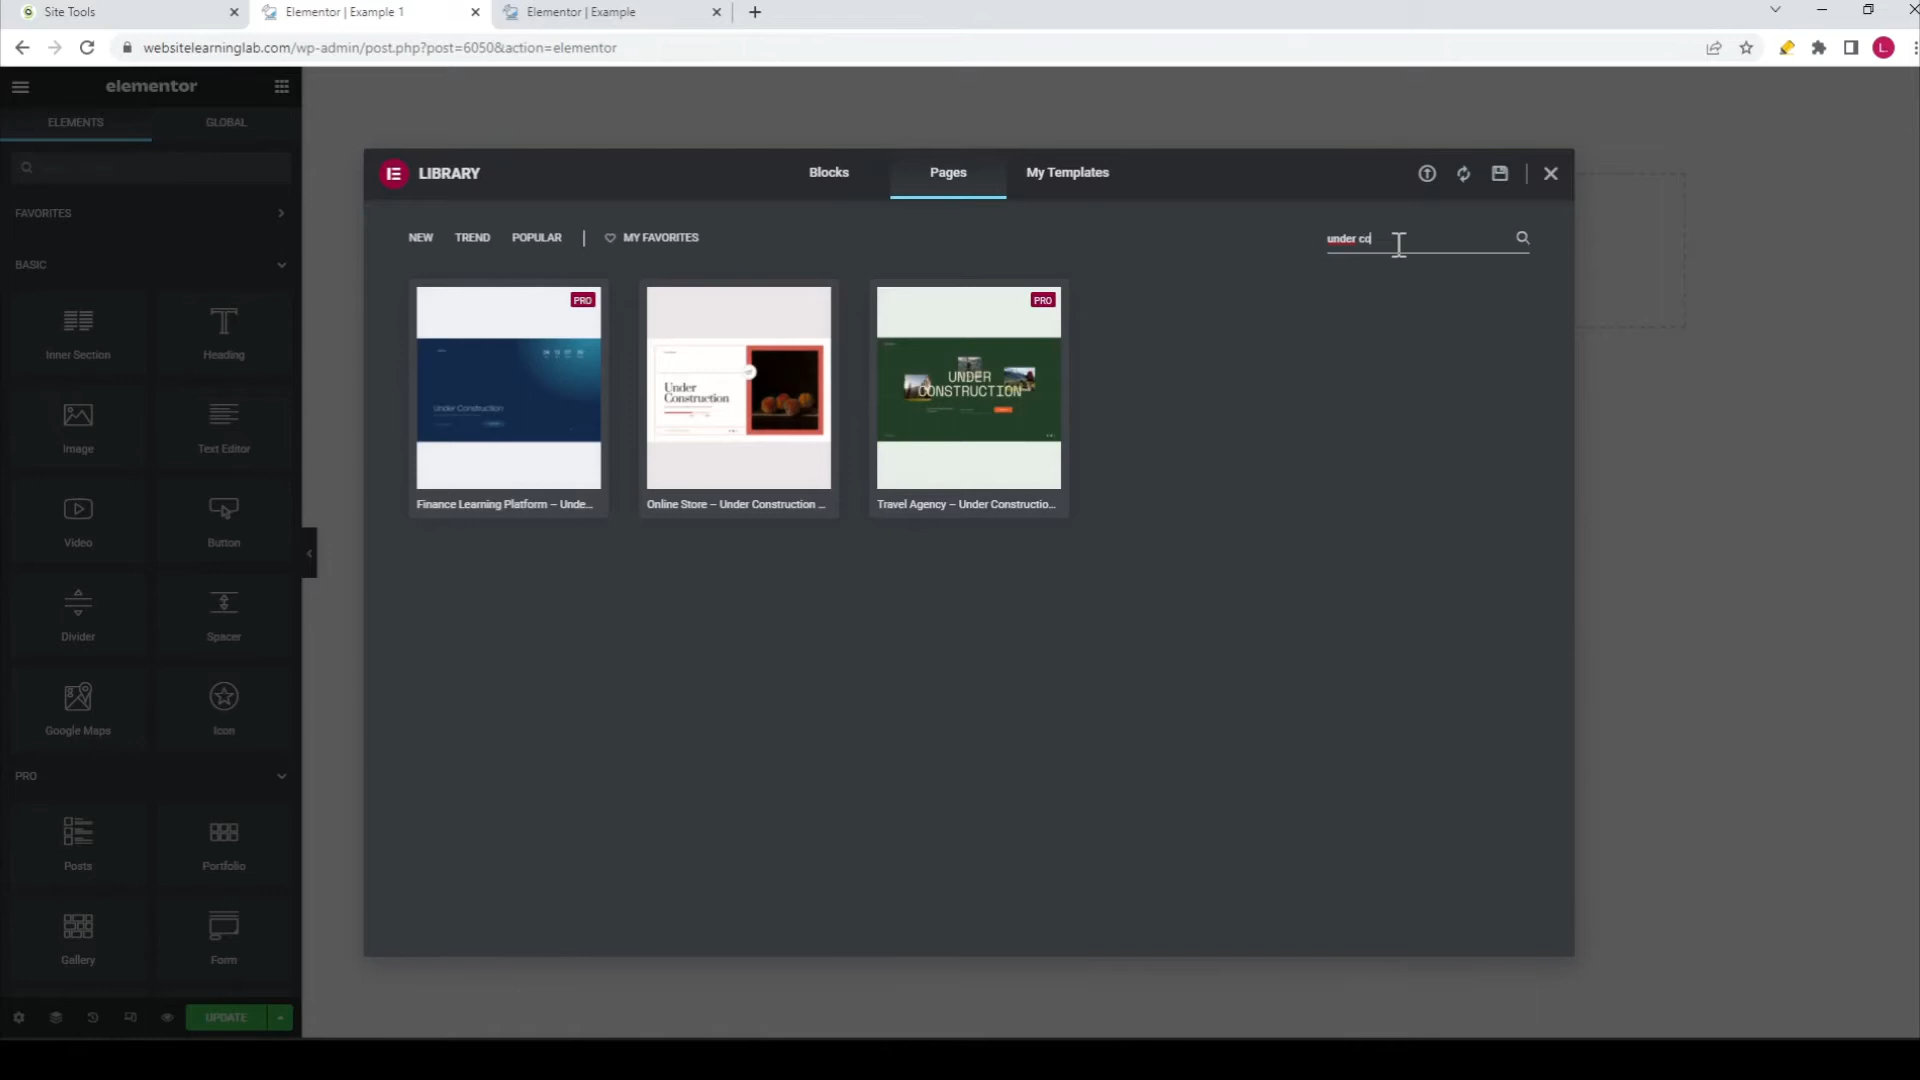 Site Tools
Elementor | Example 1
Elementor | Example
websitelearninglab.com/wp-admin/post.php?post=6050&action=elementor
L
elementor
ELEMENTS
GLOBAL
FAVORITES
BASIC
Inner Section
Heading
Image
Text Editor
Video
Button
Divider
Spacer
Google Maps
Icon
PRO
Posts
Portfolio
Gallery
Form
UPDATE
LIBRARY
Blocks
Pages
My Templates
NEW
TREND
POPULAR
MY FAVORITES
under co
PRO
Under Construction
Finance Learning Platform – Unde...
Under
Construction
Online Store – Under Construction ...
PRO
UNDER
CONSTRUCTION
Travel Agency – Under Constructio...